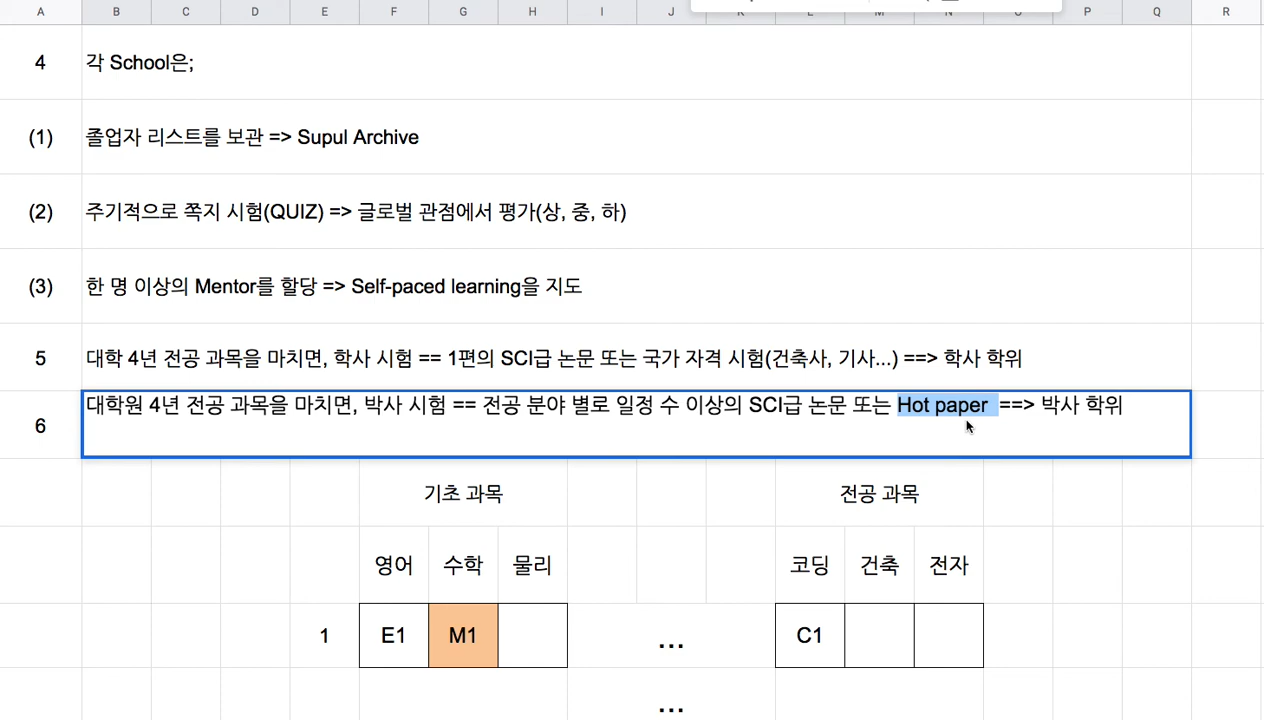 A B C D E F G H I J K L M N O P Q R
4 각 School은;
(1) 졸업자 리스트를 보관 => Supul Archive
(2) 주기적으로 쪽지 시험(QUIZ) => 글로벌 관점에서 평가(상, 중, 하)
(3) 한 명 이상의 Mentor를 할당 => Self-paced learning을 지도
5 대학 4년 전공 과목을 마치면, 학사 시험 == 1편의 SCI급 논문 또는 국가 자격 시험(건축사, 기사...) ==> 학사 학위
6 대학원 4년 전공 과목을 마치면, 박사 시험 == 전공 분야 별로 일정 수 이상의 SCI급 논문 또는 Hot paper ==> 박사 학위
기초 과목 전공 과목
영어 수학 물리 코딩 건축 전자
1 E1 M1 ... C1
...